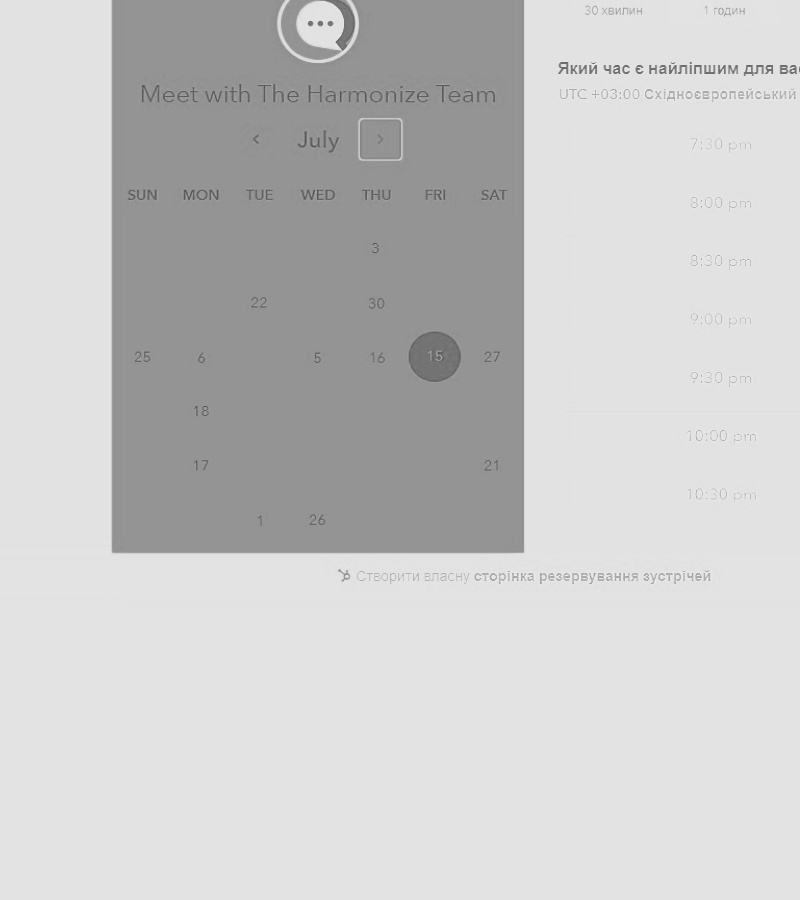 30 хвилин 1 годин
Meet with The Harmonize Team
July
SUN MON TUE WED THU FRI SAT
3
22 30
25 6 5 16 15 27
18
17 21
1 26
Який час є найліпшим для вас
UTC +03:00 Східноєвропейський
7:30 pm
8:00 pm
8:30 pm
9:00 pm
9:30 pm
10:00 pm
10:30 pm
Створити власну сторінка резервування зустрічей